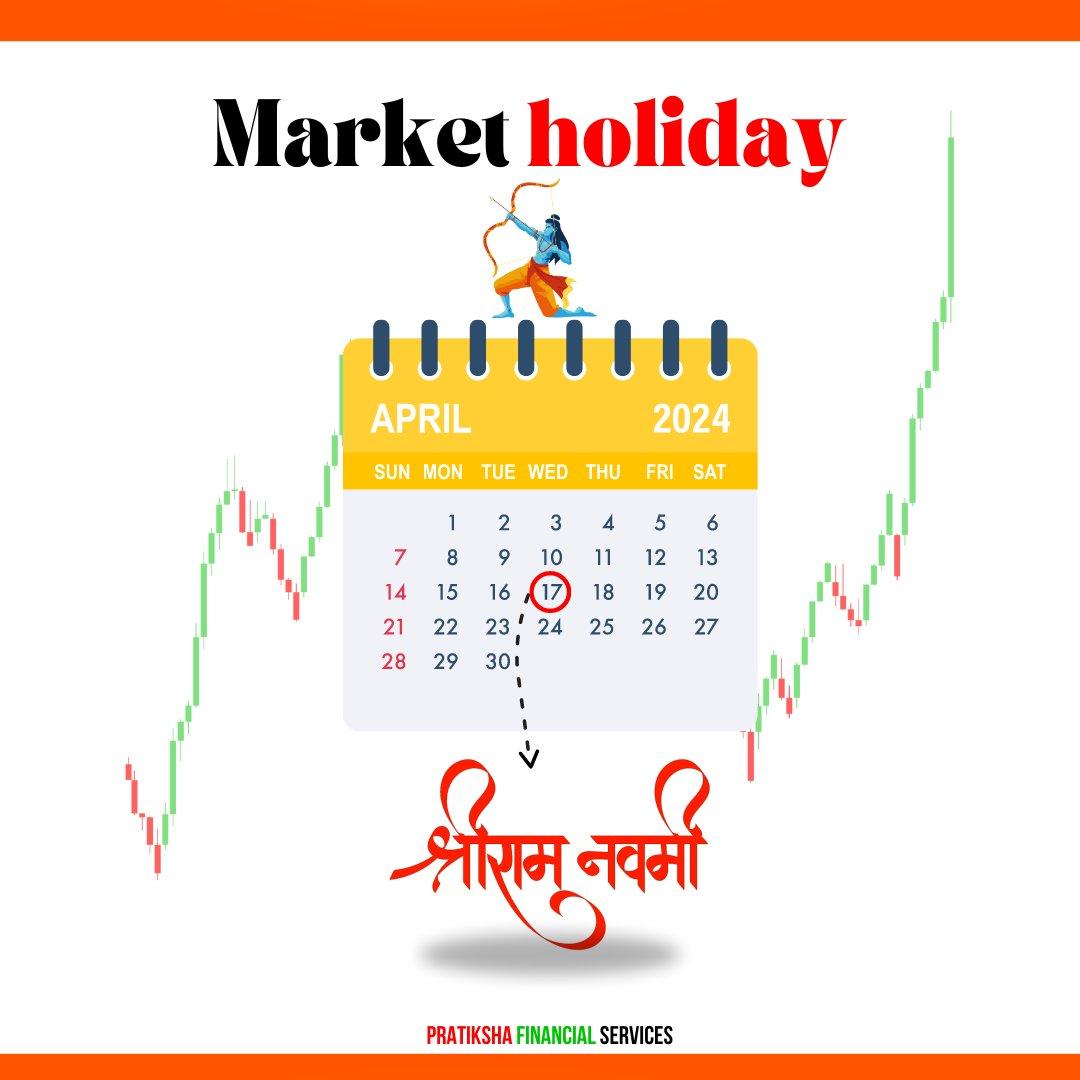 Market holiday
APRIL 2024
SUN MON TUE WED THU FRI SAT
1 2 3 4 5 6
7 8 9 10 11 12 13
14 15 16 17 18 19 20
21 22 23 24 25 26 27
28 29 30
श्रीराम नवमी
PRATIKSHA FINANCIAL SERVICES